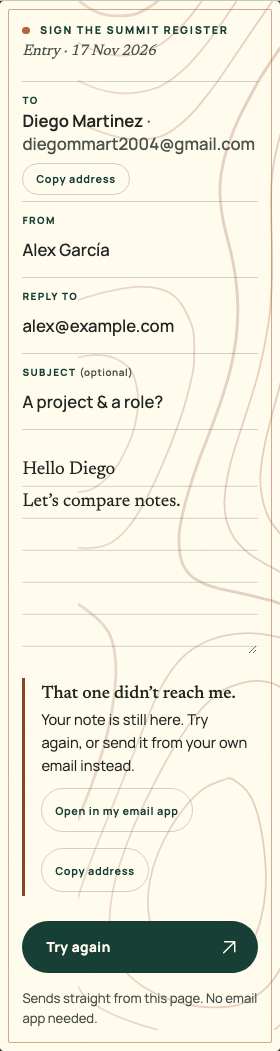 SIGN THE SUMMIT REGISTER
Entry · 17 Nov 2026
TO
Diego Martinez ·
diegommart2004@gmail.com
Copy address
FROM
Alex García
REPLY TO
alex@example.com
SUBJECT (optional)
A project & a role?
Hello Diego
Let’s compare notes.
That one didn’t reach me.
Your note is still here. Try
again, or send it from your own
email instead.
Open in my email app
Copy address
Try again
Sends straight from this page. No email
app needed.